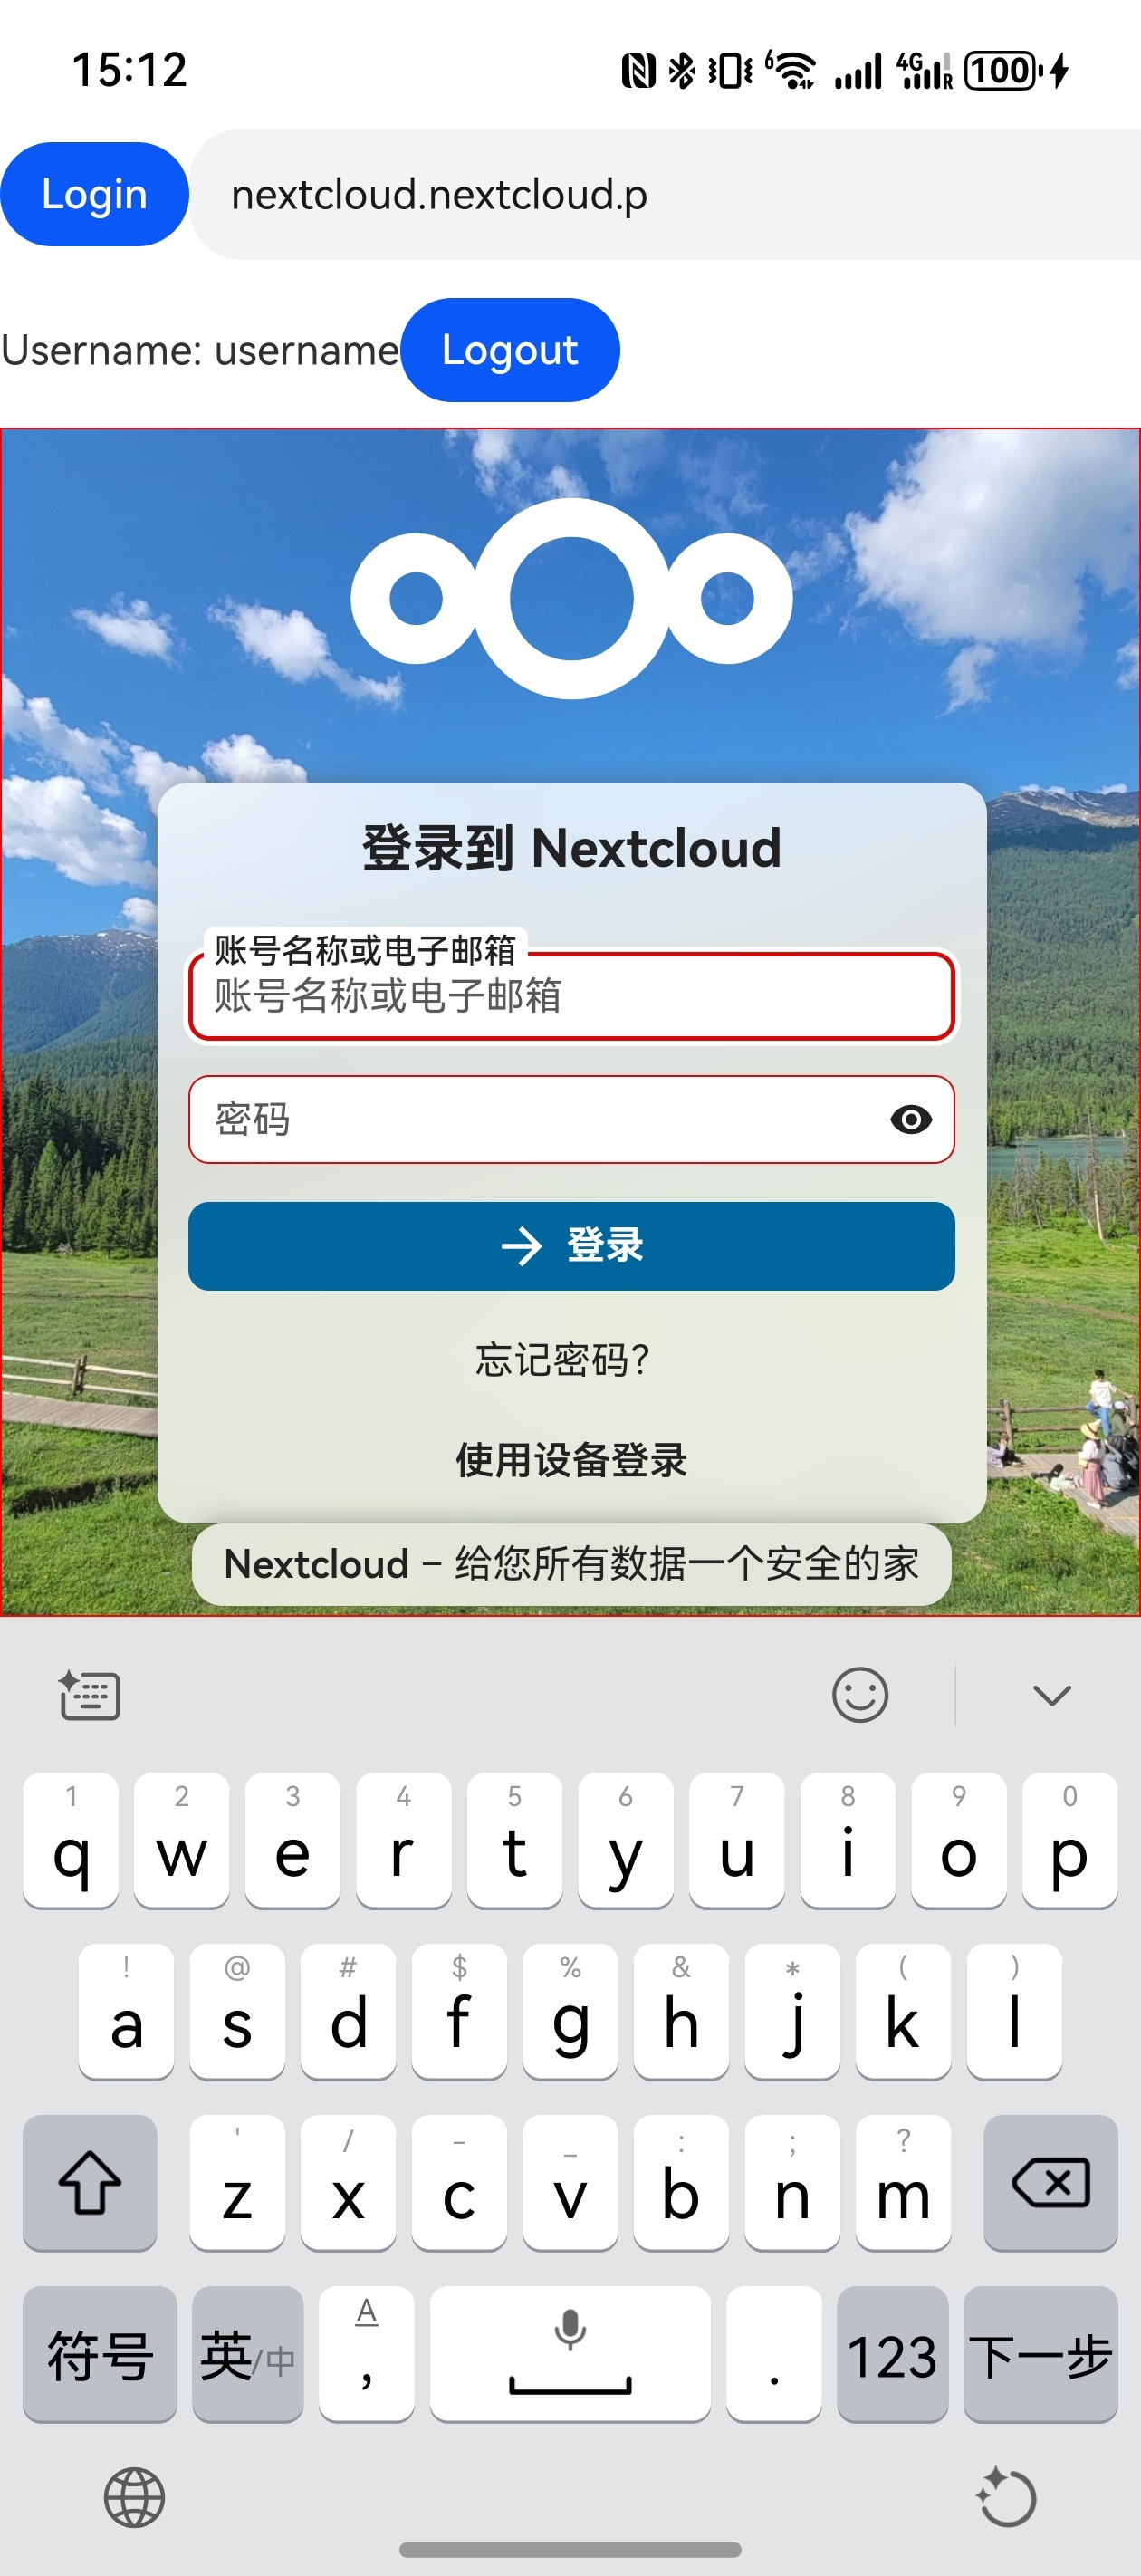 15:12
6 4G R 100
Login
nextcloud.nextcloud.p
Username: username
Logout
登录到 Nextcloud
账号名称或电子邮箱
账号名称或电子邮箱
密码
登录
忘记密码？
使用设备登录
Nextcloud – 给您所有数据一个安全的家
1 2 3 4 5 6 7 8 9 0
q w e r t y u i o p
! @ # $ % & * ( )
a s d f g h j k l
' / - _ : ; ?
z x c v b n m
符号 英/中 A , . 123 下一步